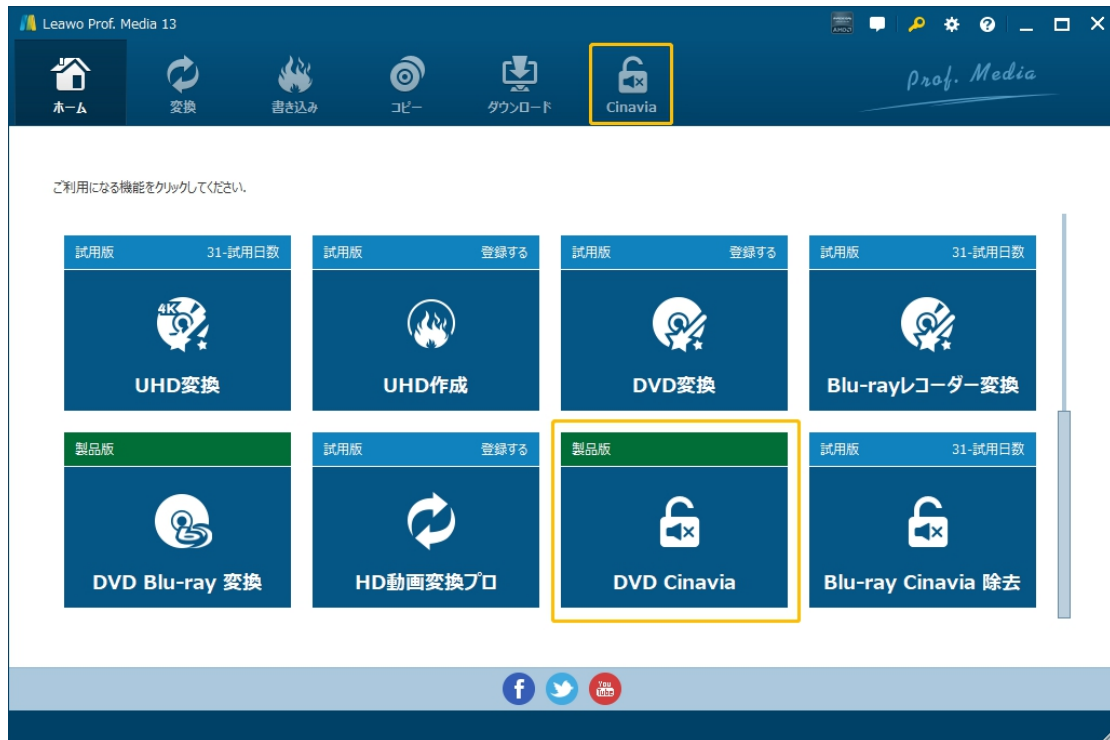 Leawo Prof. Media 13
Prof. Media
ホーム
変換
書き込み
コピー
ダウンロード
Cinavia
ご利用になる機能をクリックしてください.
試用版 31-試用日数
4K
UHD変換
試用版 登録する
UHD作成
試用版 登録する
DVD変換
試用版 31-試用日数
Blu-rayレコーダー変換
製品版
DVD Blu-ray 変換
試用版 登録する
HD動画変換プロ
製品版
DVD Cinavia
試用版 31-試用日数
Blu-ray Cinavia 除去
f
You
Tube